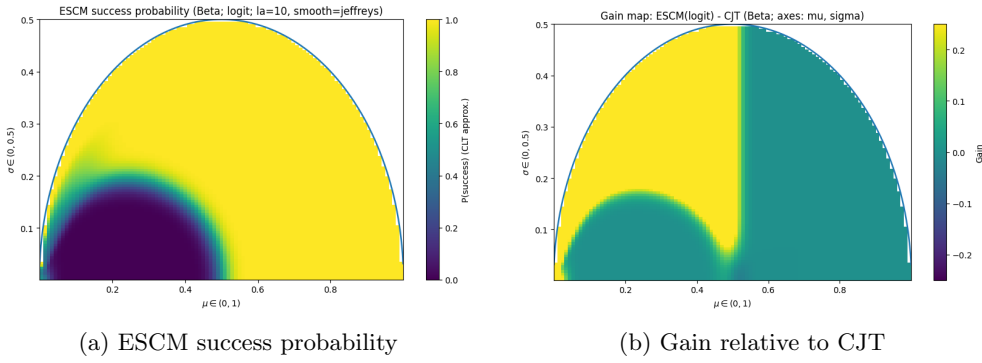 ESCM success probability (Beta; logit; la=10, smooth=jeffreys)
0.5
0.4
0.3
0.2
0.1
σ ∈ (0, 0.5)
0.2 0.4 0.6 0.8
μ ∈ (0, 1)
1.0
0.8
0.6
0.4
0.2
0.0
P(success) (CLT approx.)
(a) ESCM success probability
Gain map: ESCM(logit) - CJT (Beta; axes: mu, sigma)
0.5
0.4
0.3
0.2
0.1
σ ∈ (0, 0.5)
0.2 0.4 0.6 0.8
μ ∈ (0, 1)
0.2
0.1
0.0
−0.1
−0.2
Gain
(b) Gain relative to CJT